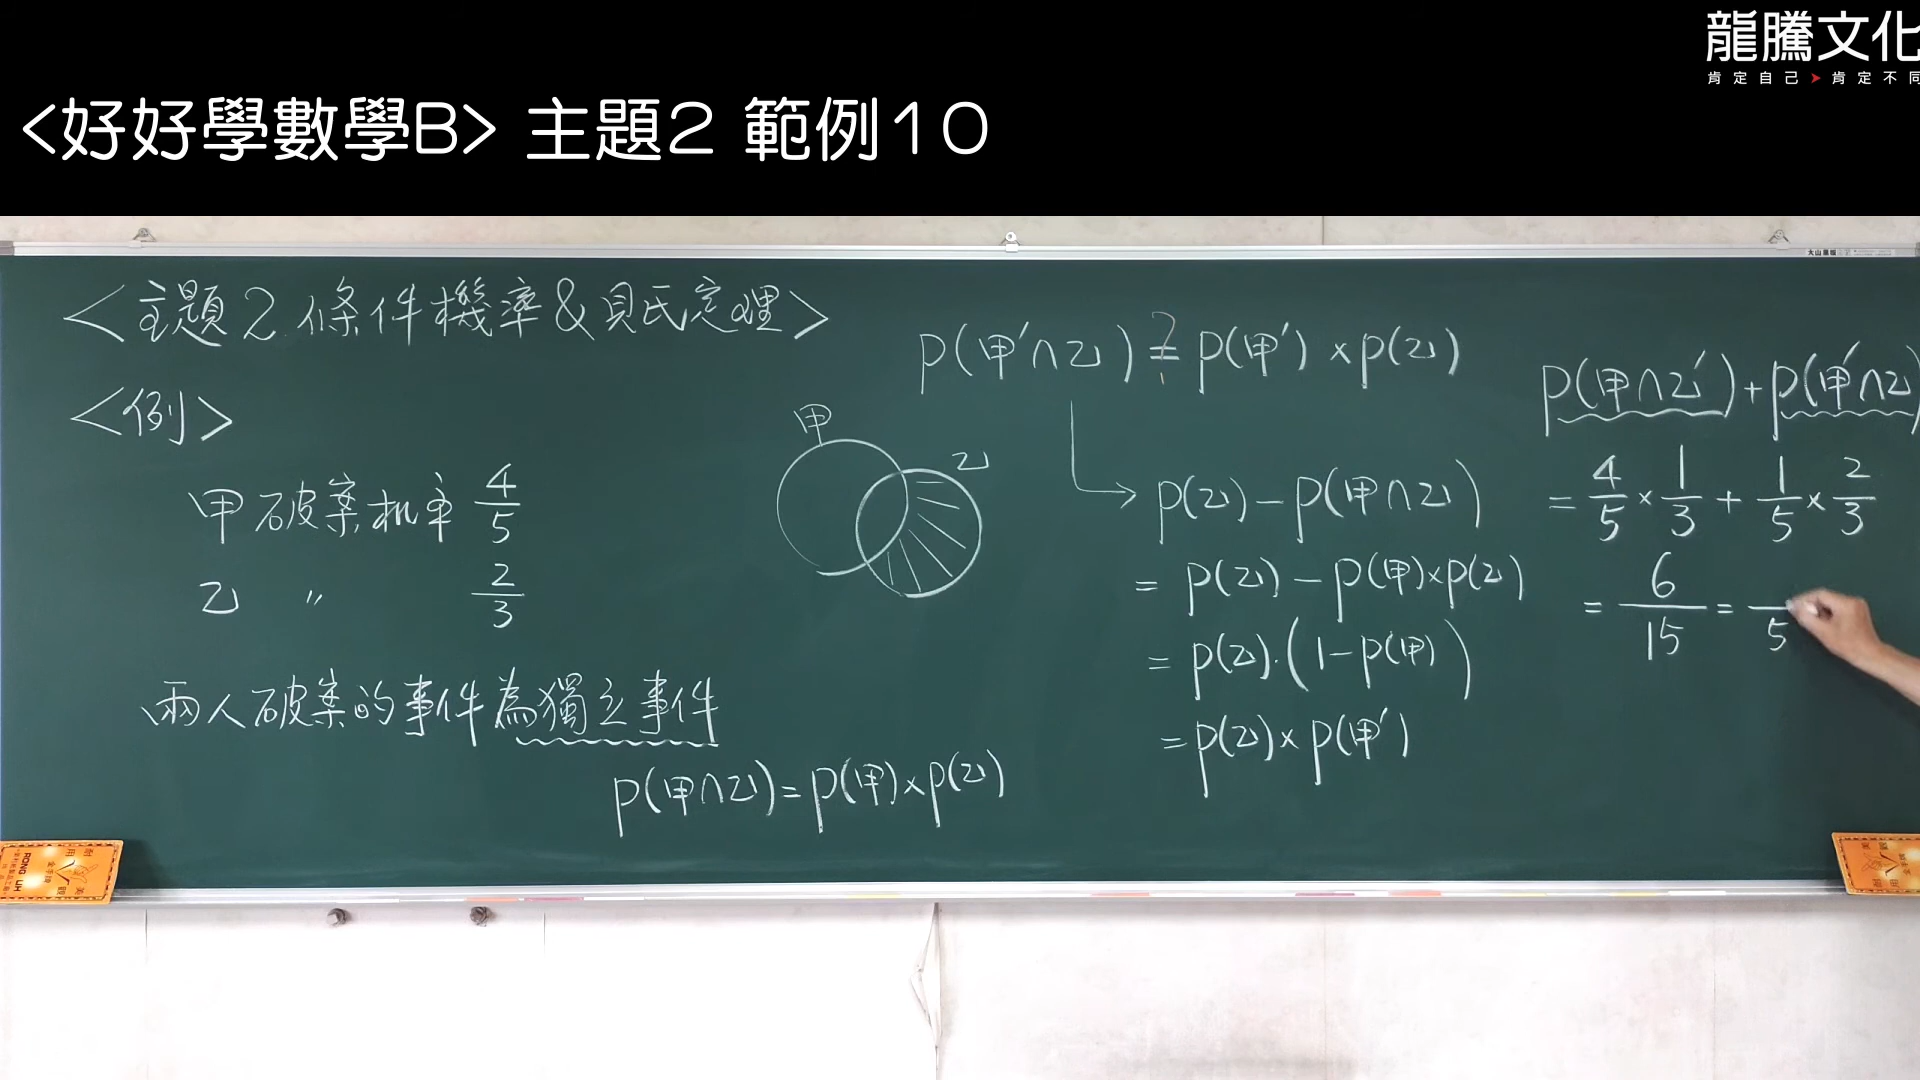 龍騰文化
肯定自己➤肯定不同
<好好學數學B> 主題2 範例10
<主題2.條件機率&貝氏定理>
<例>
甲破案机率 4/5
乙 〃 2/3
兩人破案的事件為獨立事件
P(甲∩乙)=P(甲)×P(乙)
甲
乙
P(甲'∩乙) ≟ P(甲')×P(乙)
→ P(乙)-P(甲∩乙)
= P(乙)-P(甲)×P(乙)
= P(乙)·(1-P(甲))
= P(乙)×P(甲')
P(甲∩乙')+P(甲'∩乙)
= 4/5 × 1/3 + 1/5 × 2/3
= 6/15 = /5
RONG LIH